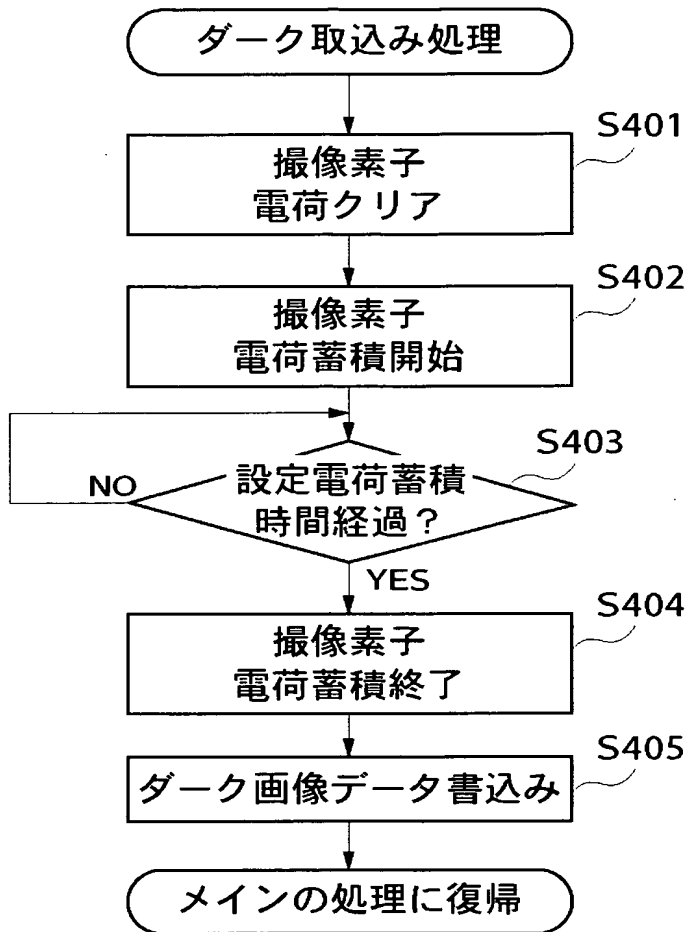 ダーク取込み処理
S401
撮像素子
電荷クリア
S402
撮像素子
電荷蓄積開始
S403
設定電荷蓄積
時間経過？
NO
YES
S404
撮像素子
電荷蓄積終了
S405
ダーク画像データ書込み
メインの処理に復帰